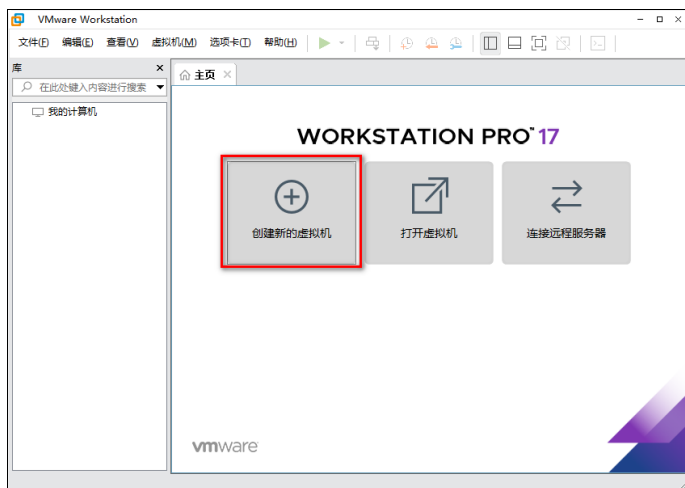 VMware Workstation
文件(F) 编辑(E) 查看(V) 虚拟机(M) 选项卡(T) 帮助(H)
库
在此处键入内容进行搜索
我的计算机
主页
WORKSTATION PRO™ 17
创建新的虚拟机 打开虚拟机 连接远程服务器
vmware